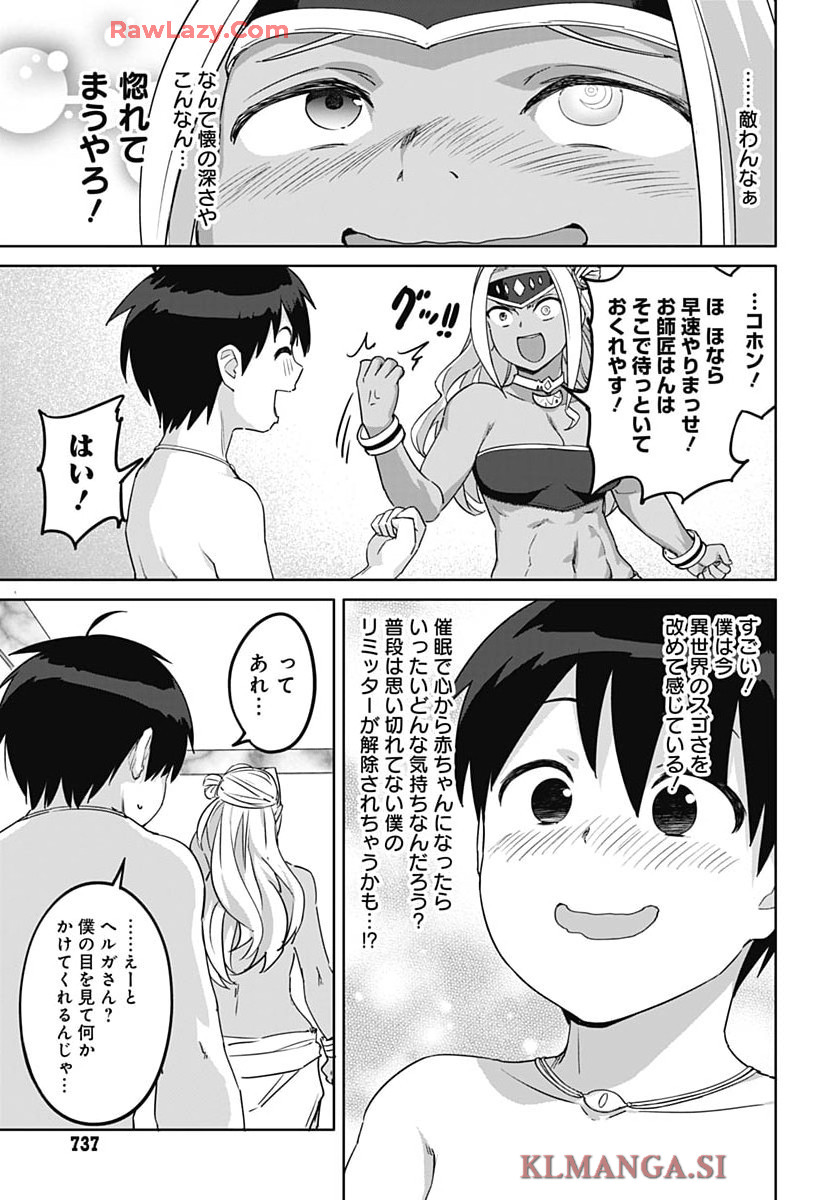 RawLazy.Com
……敵わんなぁ
なんて懐の深さや
こんなん…
惚れて
まうやろ！
…コホン！
ほ ほなら
早速やりまっせ！
お師匠はんは
そこで待っといて
おくれやす！
グッ!!
はい！
すごい！
僕は今
異世界のスゴさを
改めて感じている！
催眠で心から赤ちゃんになったら
いったいどんな気持ちなんだろう？
普段は思い切れてない僕の
リミッターが解除されちゃうかも…!?
って
あれ…
……えーと
ヘルガさん？
僕の目を見て何か
かけてくれるんじゃ…
737
KLMANGA.SI